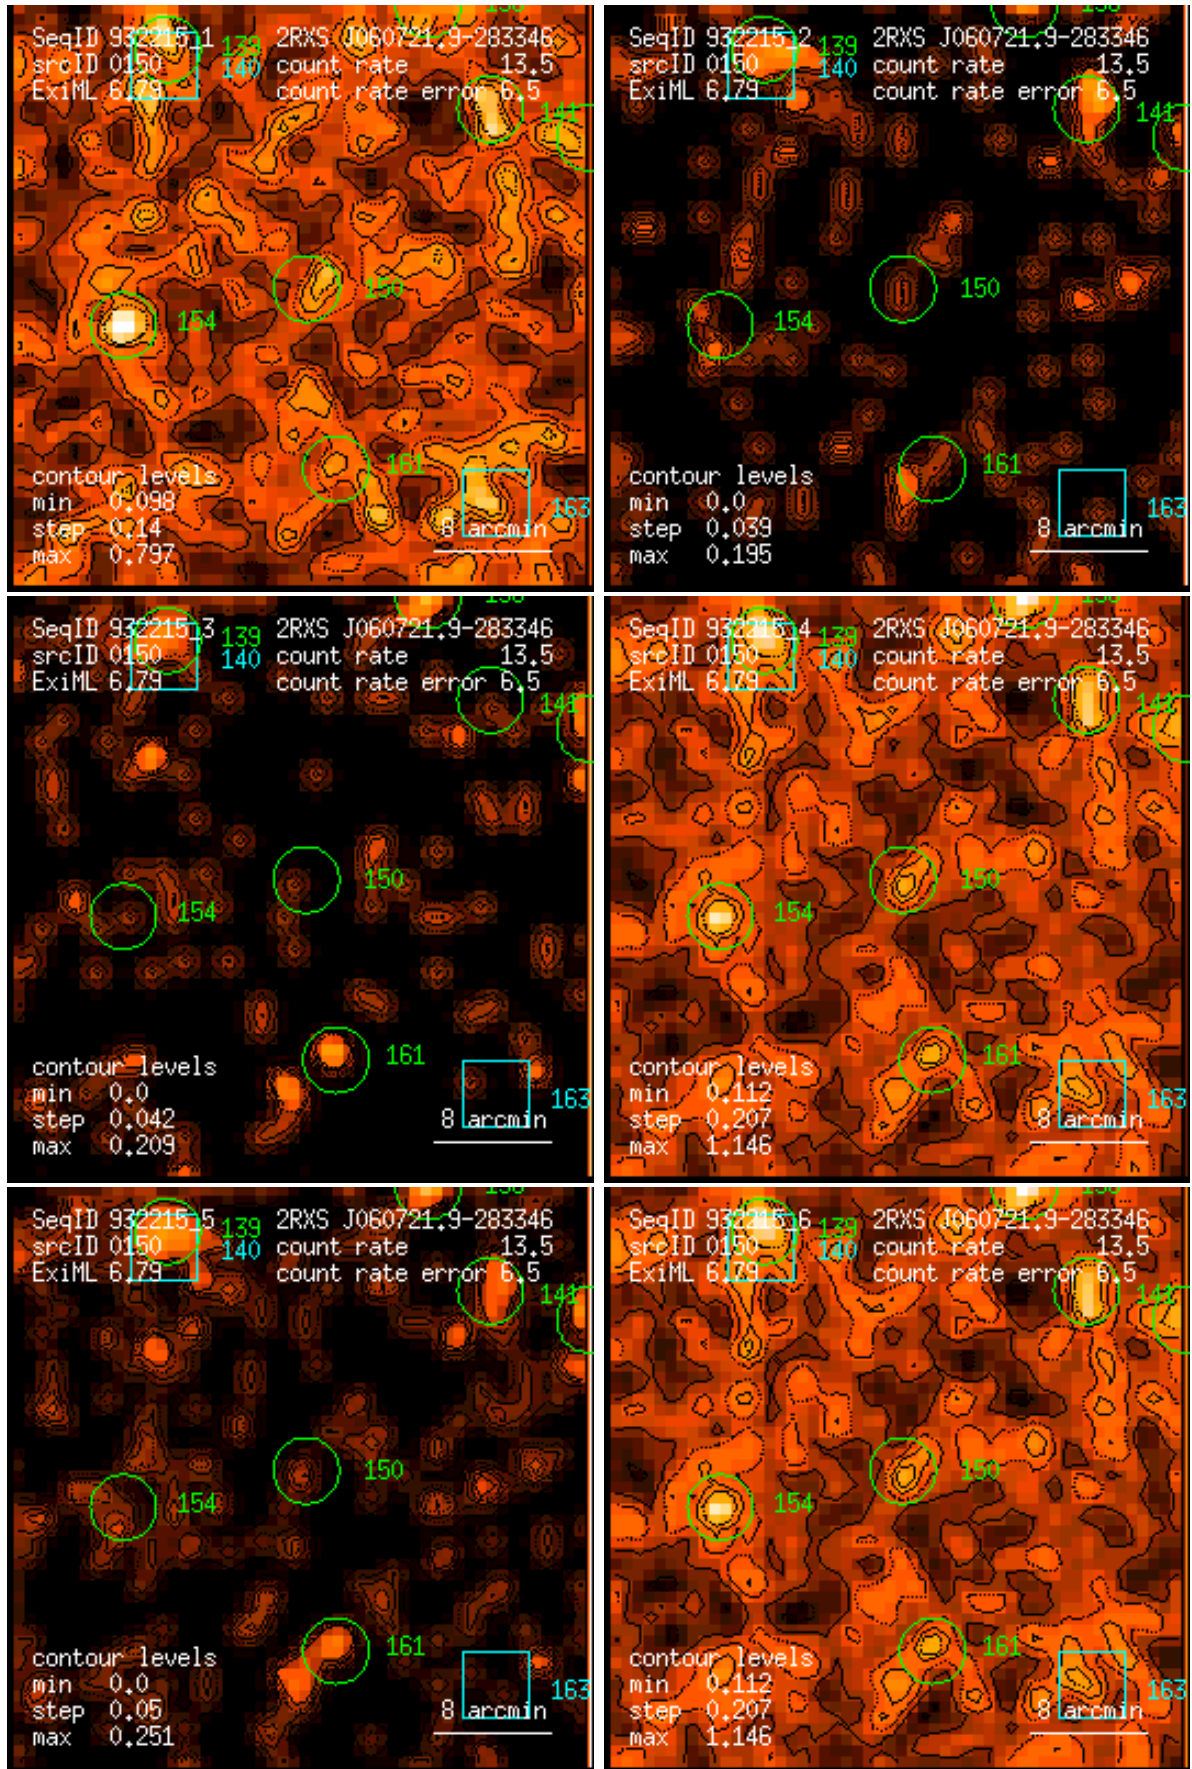 138
SeqID 932215_1 139 2RXS J060721.9-283346
srcID 0150 140 count rate 13.5
ExiML 6.79 count rate error 6.5
141
150
154
161
contour levels
min 0.098
step 0.14
max 0.797
163
8 arcmin
138
SeqID 932215_2 139 2RXS J060721.9-283346
srcID 0150 140 count rate 13.5
ExiML 6.79 count rate error 6.5
141
150
154
161
contour levels
min 0.0
step 0.039
max 0.195
163
8 arcmin
138
SeqID 932215_3 139 2RXS J060721.9-283346
srcID 0150 140 count rate 13.5
ExiML 6.79 count rate error 6.5
141
150
154
161
contour levels
min 0.0
step 0.042
max 0.209
163
8 arcmin
138
SeqID 932215_4 139 2RXS J060721.9-283346
srcID 0150 140 count rate 13.5
ExiML 6.79 count rate error 6.5
141
150
154
161
contour levels
min 0.112
step 0.207
max 1.146
163
8 arcmin
138
SeqID 932215_5 139 2RXS J060721.9-283346
srcID 0150 140 count rate 13.5
ExiML 6.79 count rate error 6.5
141
150
154
161
contour levels
min 0.0
step 0.05
max 0.251
163
8 arcmin
138
SeqID 932215_6 139 2RXS J060721.9-283346
srcID 0150 140 count rate 13.5
ExiML 6.79 count rate error 6.5
141
150
154
161
contour levels
min 0.112
step 0.207
max 1.146
163
8 arcmin